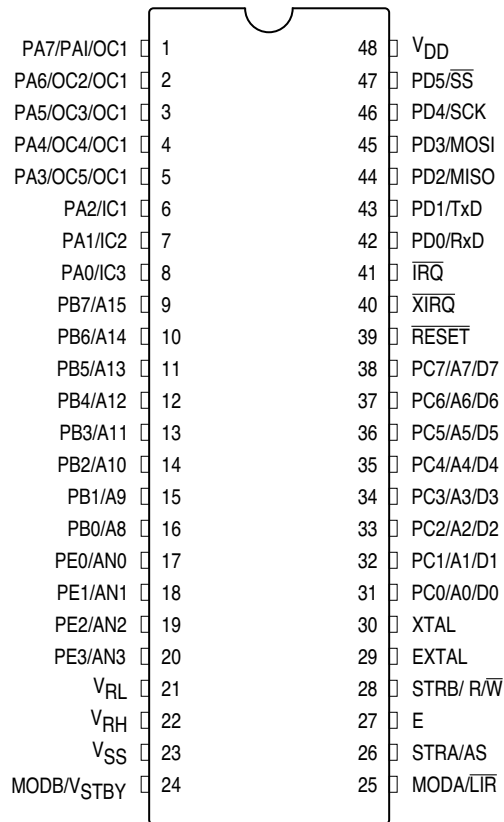 PA7/PAI/OC1 1 48 VDD
PA6/OC2/OC1 2 47 PD5/S̅S̅
PA5/OC3/OC1 3 46 PD4/SCK
PA4/OC4/OC1 4 45 PD3/MOSI
PA3/OC5/OC1 5 44 PD2/MISO
PA2/IC1 6 43 PD1/TxD
PA1/IC2 7 42 PD0/RxD
PA0/IC3 8 41 I̅R̅Q̅
PB7/A15 9 40 X̅I̅R̅Q̅
PB6/A14 10 39 R̅E̅S̅E̅T̅
PB5/A13 11 38 PC7/A7/D7
PB4/A12 12 37 PC6/A6/D6
PB3/A11 13 36 PC5/A5/D5
PB2/A10 14 35 PC4/A4/D4
PB1/A9 15 34 PC3/A3/D3
PB0/A8 16 33 PC2/A2/D2
PE0/AN0 17 32 PC1/A1/D1
PE1/AN1 18 31 PC0/A0/D0
PE2/AN2 19 30 XTAL
PE3/AN3 20 29 EXTAL
VRL 21 28 STRB/ R/W̅
VRH 22 27 E
VSS 23 26 STRA/AS
MODB/VSTBY 24 25 MODA/L̅I̅R̅